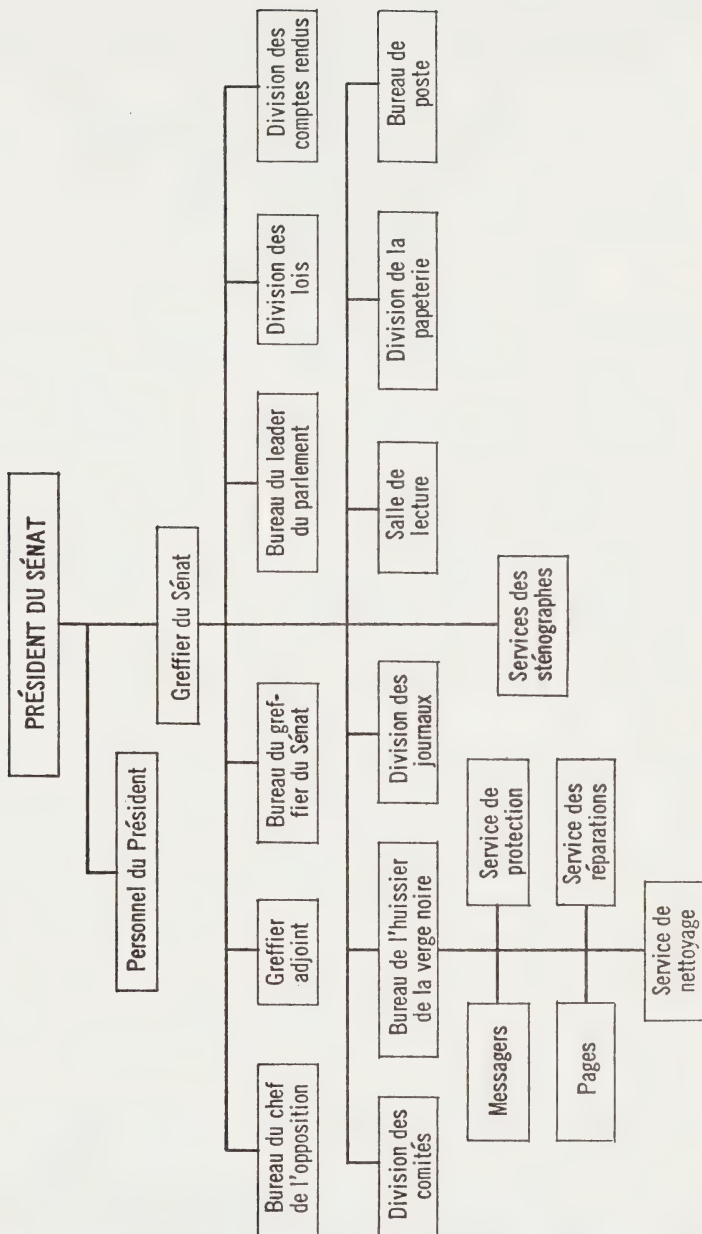 PRÉSIDENT DU SÉNAT
Personnel du Président
Greffier du Sénat
Bureau du chef
de l'opposition
Greffier
adjoint
Bureau du gref-
fier du Sénat
Bureau du leader
du parlement
Division des
lois
Division des
comptes rendus
Division des
comités
Bureau de l'huissier
de la verge noire
Division des
journaux
Salle de
lecture
Division de la
papeterie
Bureau de
poste
Messagers
Service de
protection
Pages
Service des
réparations
Service de
nettoyage
Services des
sténographes